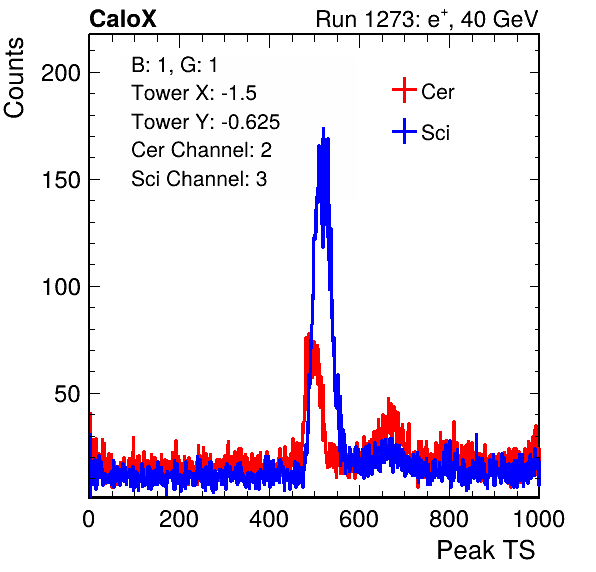 CaloX Run 1273: e+, 40 GeV
Counts
B: 1, G: 1
Tower X: -1.5
Tower Y: -0.625
Cer Channel: 2
Sci Channel: 3
Cer
Sci
200
150
100
50
0 200 400 600 800 1000
Peak TS